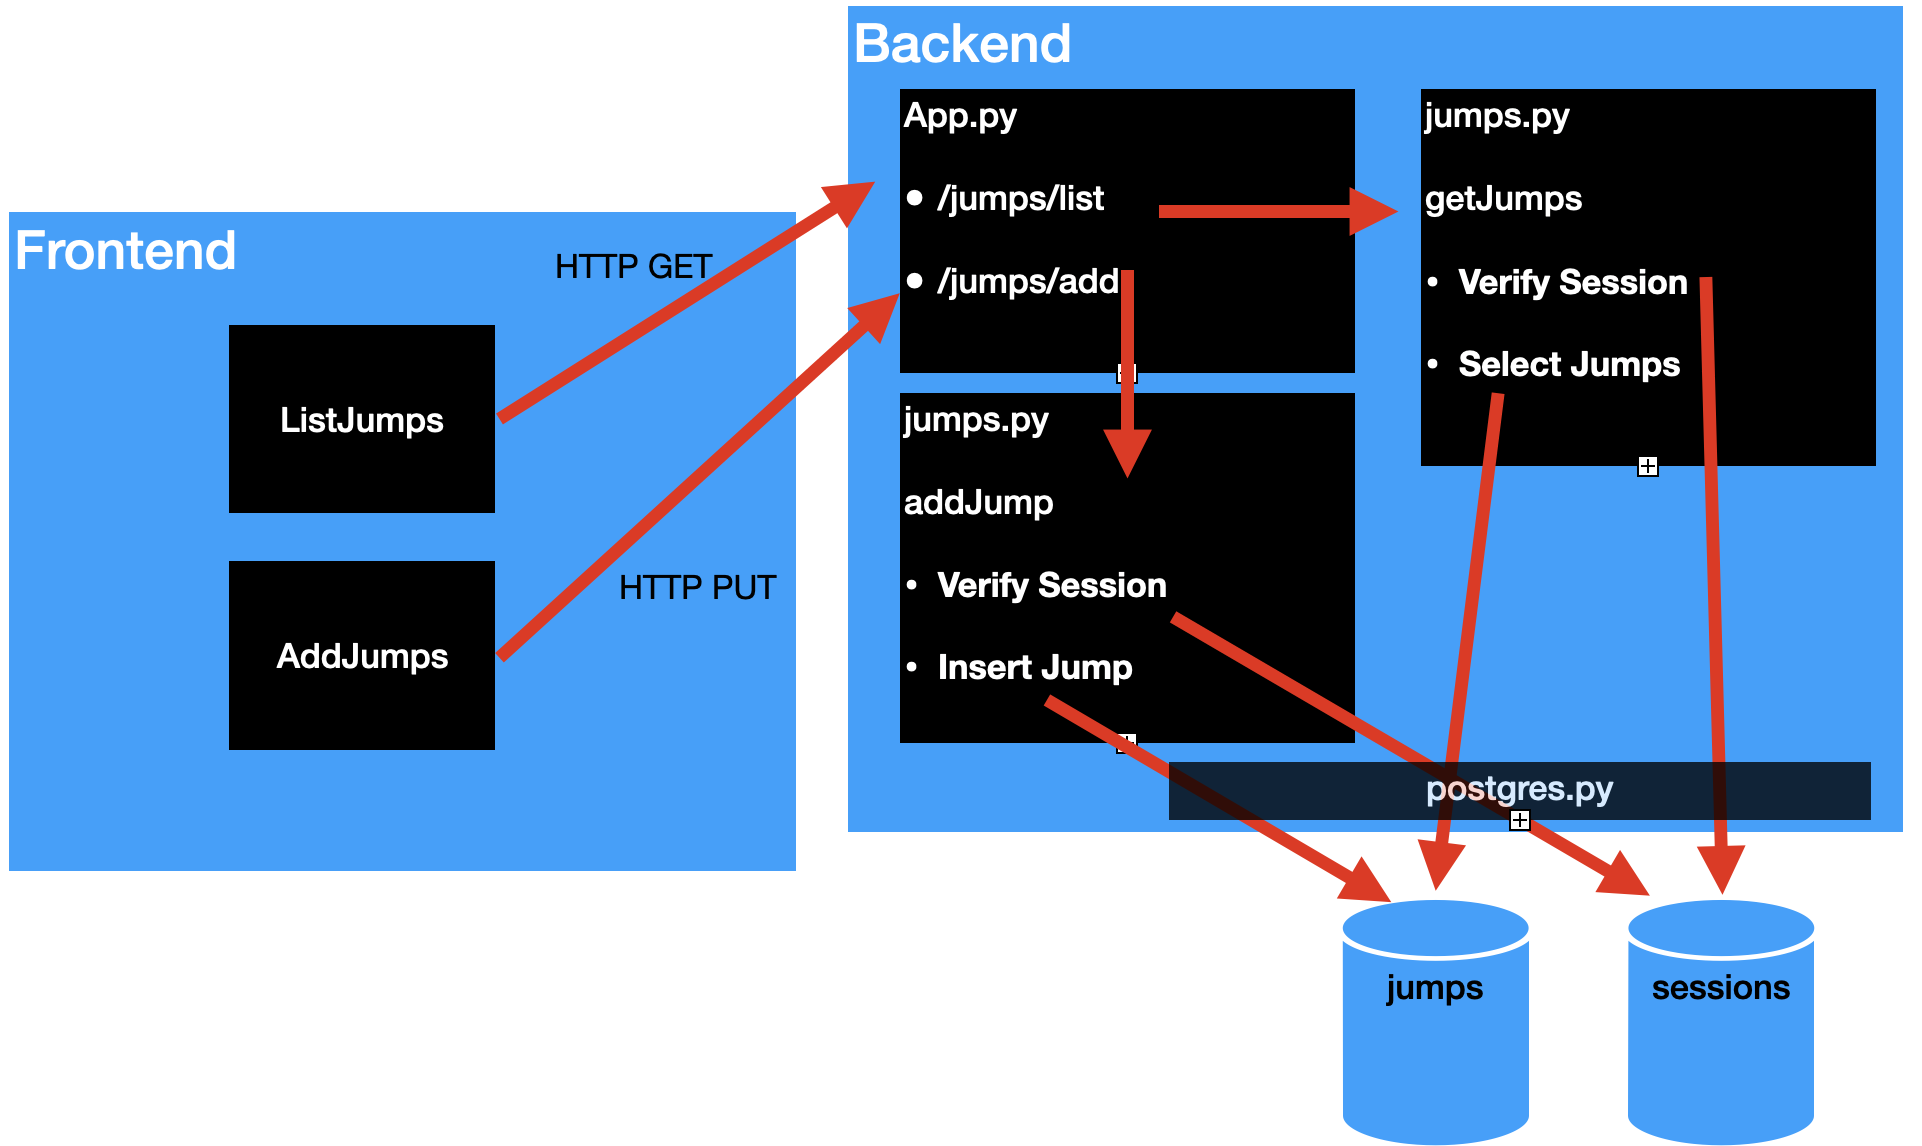 Backend
App.py
• /jumps/list
• /jumps/add
jumps.py
getJumps
• Verify Session
• Select Jumps
Frontend
HTTP GET
ListJumps
HTTP PUT
AddJumps
jumps.py
addJump
• Verify Session
• Insert Jump
postgres.py
jumps
sessions